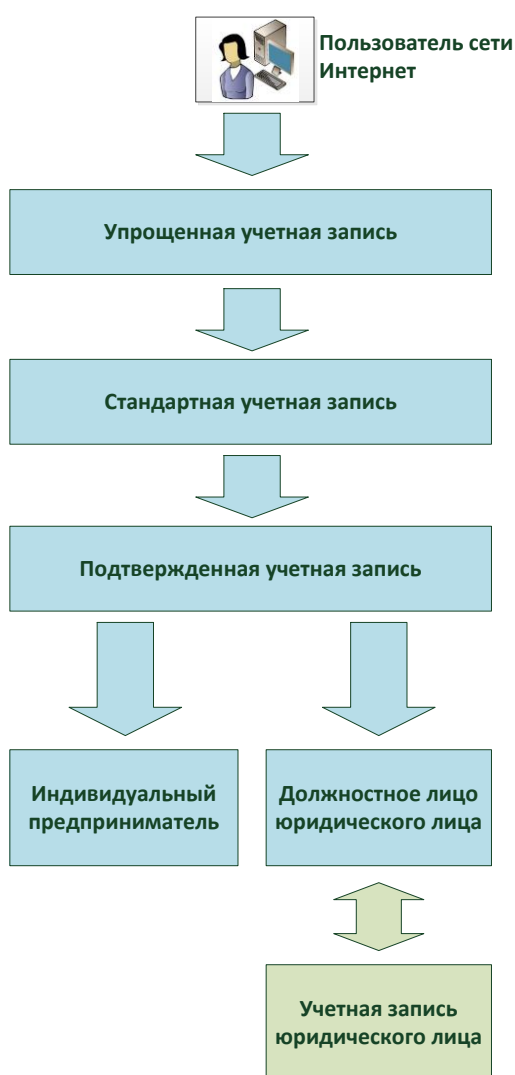 Пользователь сети
Интернет
Упрощенная учетная запись
Стандартная учетная запись
Подтвержденная учетная запись
Индивидуальный
предприниматель
Должностное лицо
юридического лица
Учетная запись
юридического лица